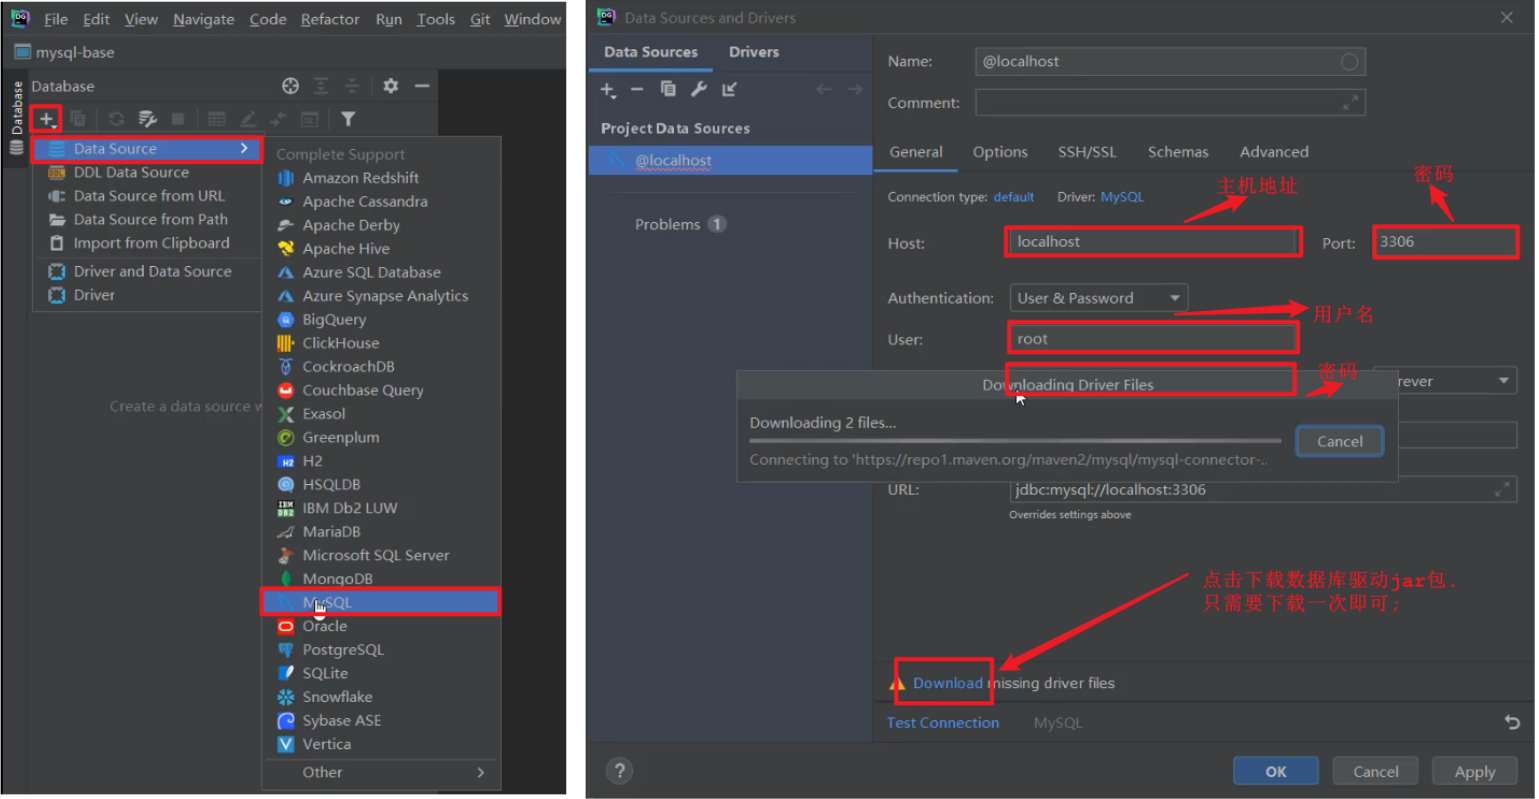 File Edit View Navigate Code Refactor Run Tools Git Window
mysql-base
Database
Database
Data Source
DDL Data Source
Data Source from URL
Data Source from Path
Import from Clipboard
Driver and Data Source
Driver
Create a data source w
Complete Support
Amazon Redshift
Apache Cassandra
Apache Derby
Apache Hive
Azure SQL Database
Azure Synapse Analytics
BigQuery
ClickHouse
CockroachDB
Couchbase Query
Exasol
Greenplum
H2
HSQLDB
IBM Db2 LUW
MariaDB
Microsoft SQL Server
MongoDB
MySQL
Oracle
PostgreSQL
SQLite
Snowflake
Sybase ASE
Vertica
Other
Data Sources and Drivers
Data Sources Drivers
Project Data Sources
@localhost
Problems 1
Name: @localhost
Comment:
General Options SSH/SSL Schemas Advanced
主机地址
密码
Connection type: default Driver: MySQL
Host: localhost Port: 3306
Authentication: User & Password
用户名
User: root
密码
rever
Downloading Driver Files
Downloading 2 files...
Cancel
Connecting to 'https://repo1.maven.org/maven2/mysql/mysql-connector-..
URL: jdbc:mysql://localhost:3306
Overrides settings above
点击下载数据库驱动jar包.
只需要下载一次即可;
Download missing driver files
Test Connection MySQL
? OK Cancel Apply